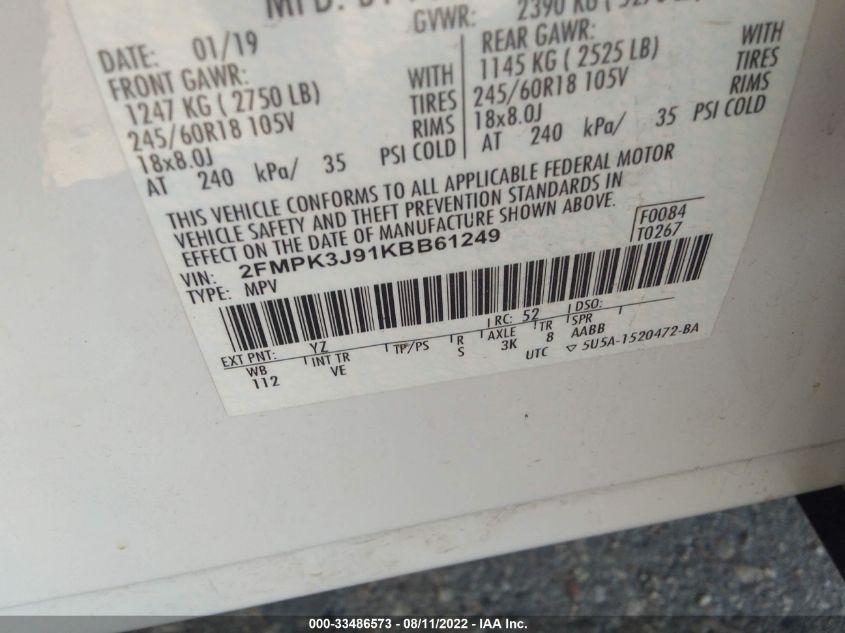 MFD. BY
GVWR: 2390 KG
DATE: 01/19
FRONT GAWR:
1247 KG ( 2750 LB) WITH
245/60R18 105V TIRES
18x8.0J RIMS
AT 240 kPa/ 35 PSI COLD
REAR GAWR:
1145 KG ( 2525 LB) WITH
245/60R18 105V TIRES
18x8.0J RIMS
AT 240 kPa/ 35 PSI COLD
THIS VEHICLE CONFORMS TO ALL APPLICABLE FEDERAL MOTOR
VEHICLE SAFETY AND THEFT PREVENTION STANDARDS IN
EFFECT ON THE DATE OF MANUFACTURE SHOWN ABOVE.
VIN: 2FMPK3J91KBB61249
TYPE: MPV
F0084
T0267
EXT PNT: YZ RC: 52 DSO:
WB INT TR TP/PS R AXLE TR SPR
112 VE S 3K 8 AABB
UTC ▽ 5U5A-1520472-BA
000-33486573 - 08/11/2022 - IAA Inc.